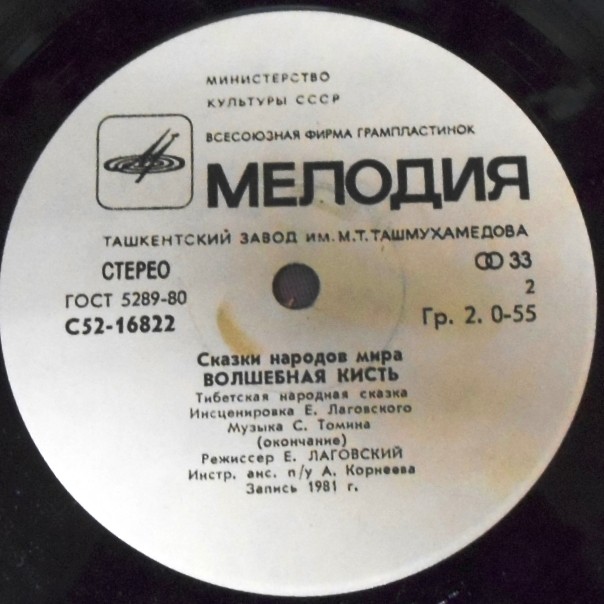 МИНИСТЕРСТВО
КУЛЬТУРЫ СССР
ВСЕСОЮЗНАЯ ФИРМА ГРАМПЛАСТИНОК
МЕЛОДИЯ
ТАШКЕНТСКИЙ ЗАВОД ИМ. М.Т. ТАШМУХАМЕДОВА
СТЕРЕО 33
ГОСТ 5289-80 2
С52-16822 Гр. 2. 0-55
Сказки народов мира
ВОЛШЕБНАЯ КИСТЬ
Тибетская народная сказка
Инсценировка Е. Лаговского
Музыка С. Томина
(окончание)
Режиссер Е. ЛАГОВСКИЙ
Инстр. анс. п/у А. Корнеева
Запись 1981 г.